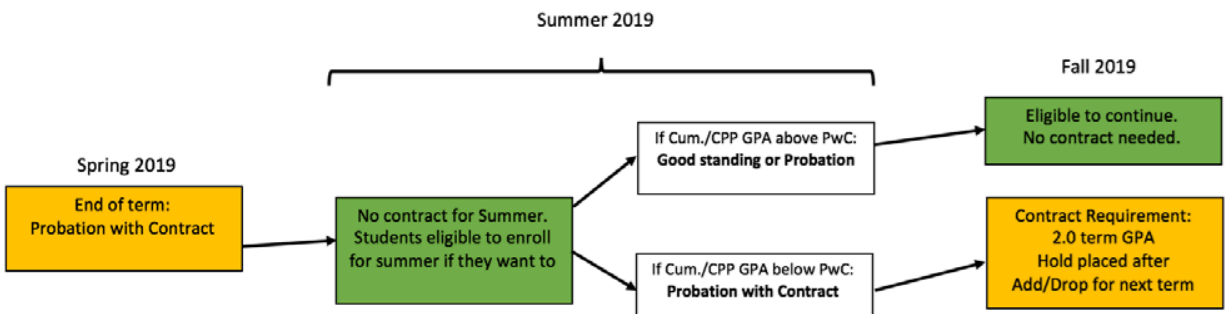 Summer 2019
Fall 2019
Spring 2019
End of term:
Probation with Contract
No contract for Summer.
Students eligible to enroll
for summer if they want to
If Cum./CPP GPA above PwC:
Good standing or Probation
If Cum./CPP GPA below PwC:
Probation with Contract
Eligible to continue.
No contract needed.
Contract Requirement:
2.0 term GPA
Hold placed after
Add/Drop for next term